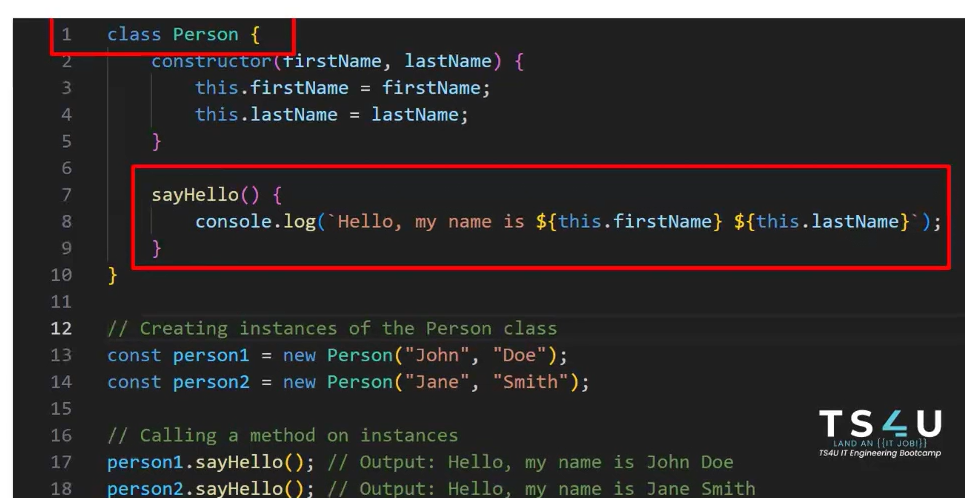 1 class Person {
2 constructor(firstName, lastName) {
3 this.firstName = firstName;
4 this.lastName = lastName;
5 }
6
7 sayHello() {
8 console.log(`Hello, my name is ${this.firstName} ${this.lastName}`);
9 }
10 }
11
12 // Creating instances of the Person class
13 const person1 = new Person("John", "Doe");
14 const person2 = new Person("Jane", "Smith");
15
16 // Calling a method on instances
17 person1.sayHello(); // Output: Hello, my name is John Doe
18 person2.sayHello(); // Output: Hello, my name is Jane Smith
TS4U
LAND AN {{IT JOB!}}
TS4U IT Engineering Bootcamp